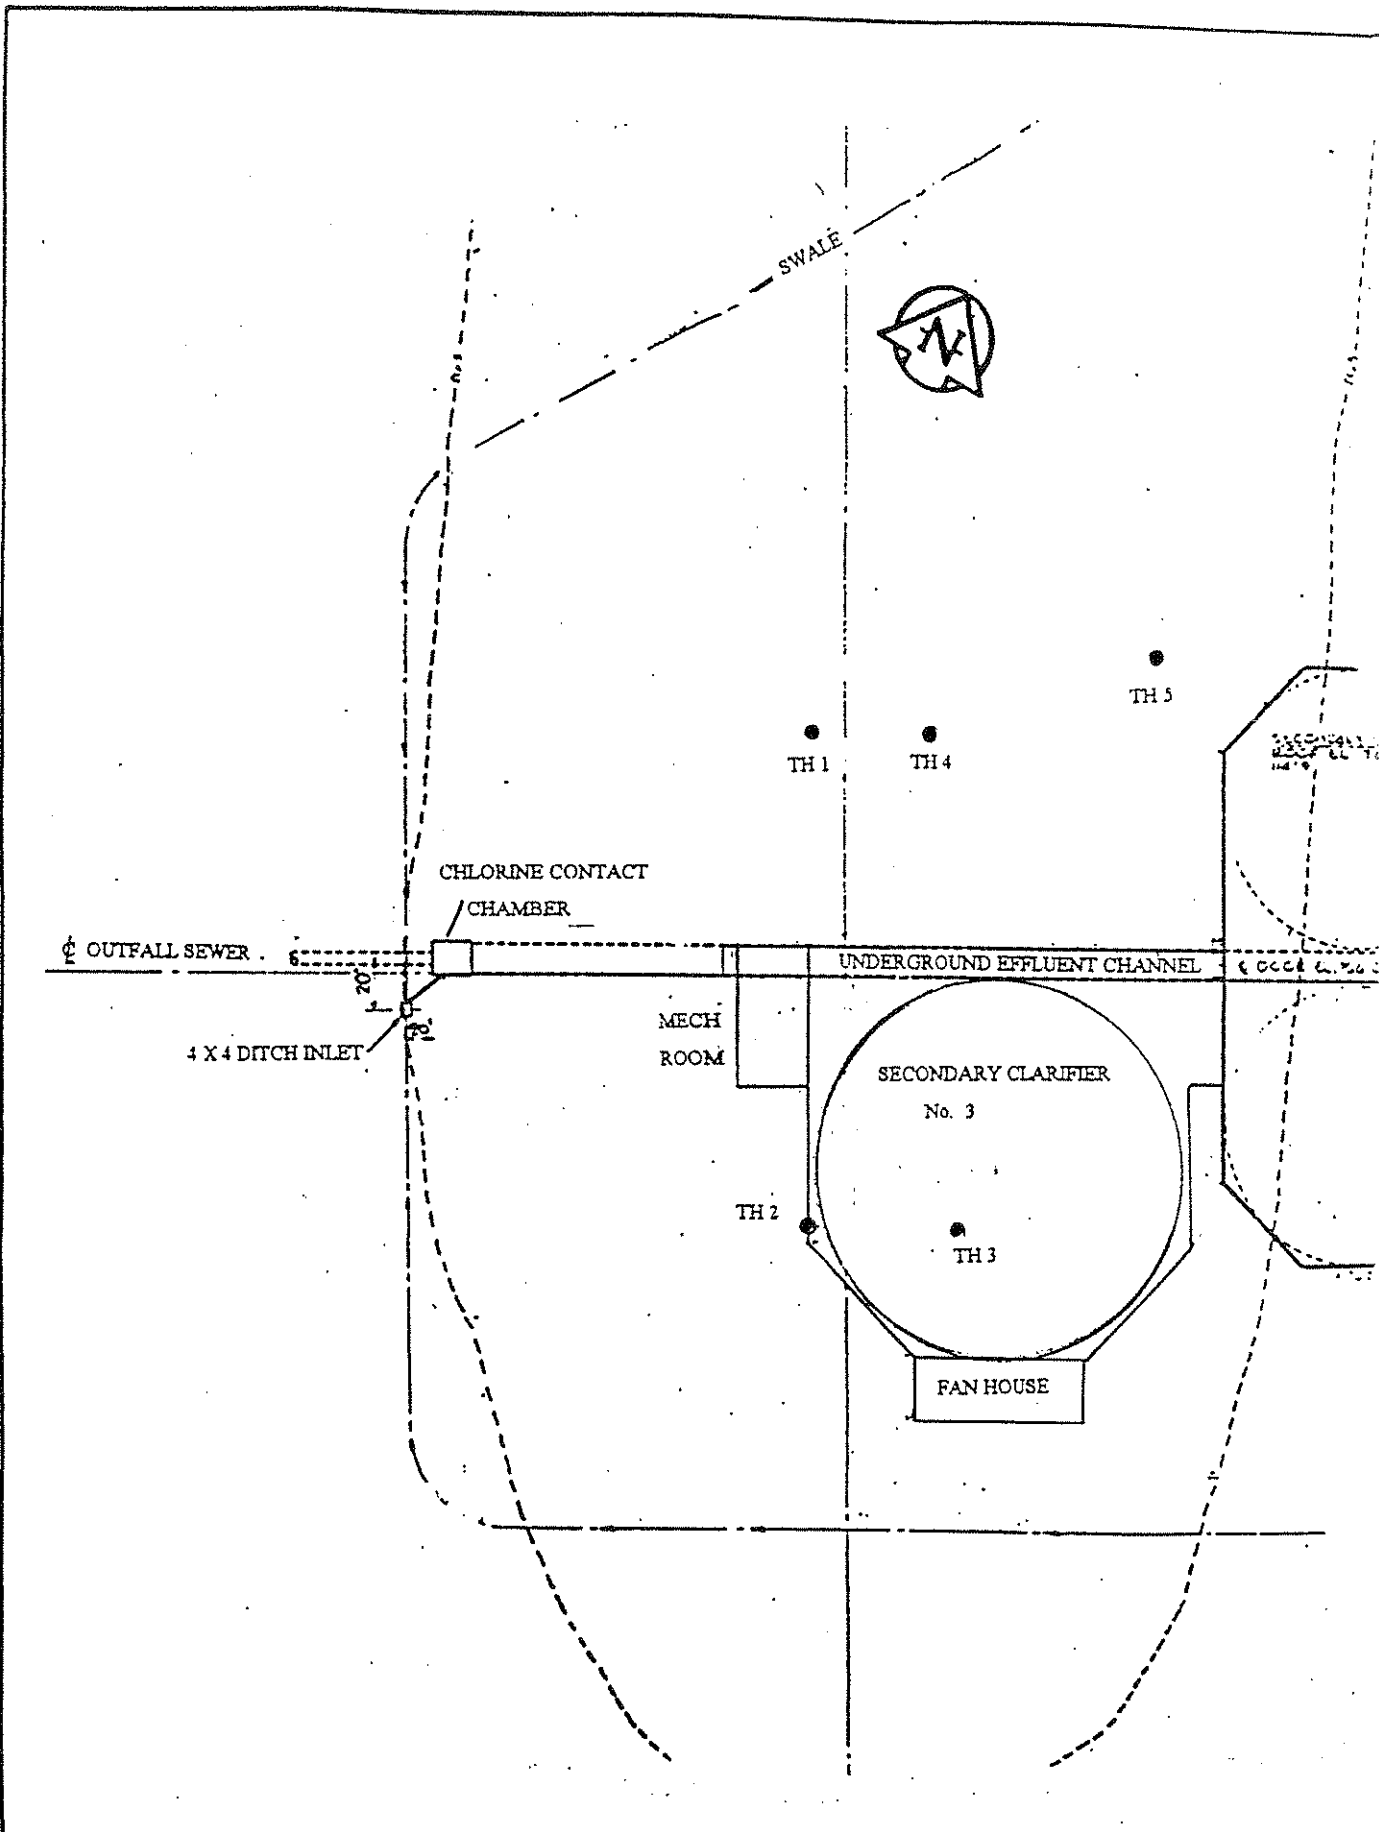 SWALE
N
TH 5
TH 1
TH 4
CHLORINE CONTACT
CHAMBER
℄ OUTFALL SEWER
UNDERGROUND EFFLUENT CHANNEL
20'
MECH
ROOM
4 X 4 DITCH INLET
SECONDARY CLARIFIER
No. 3
TH 2
TH 3
FAN HOUSE